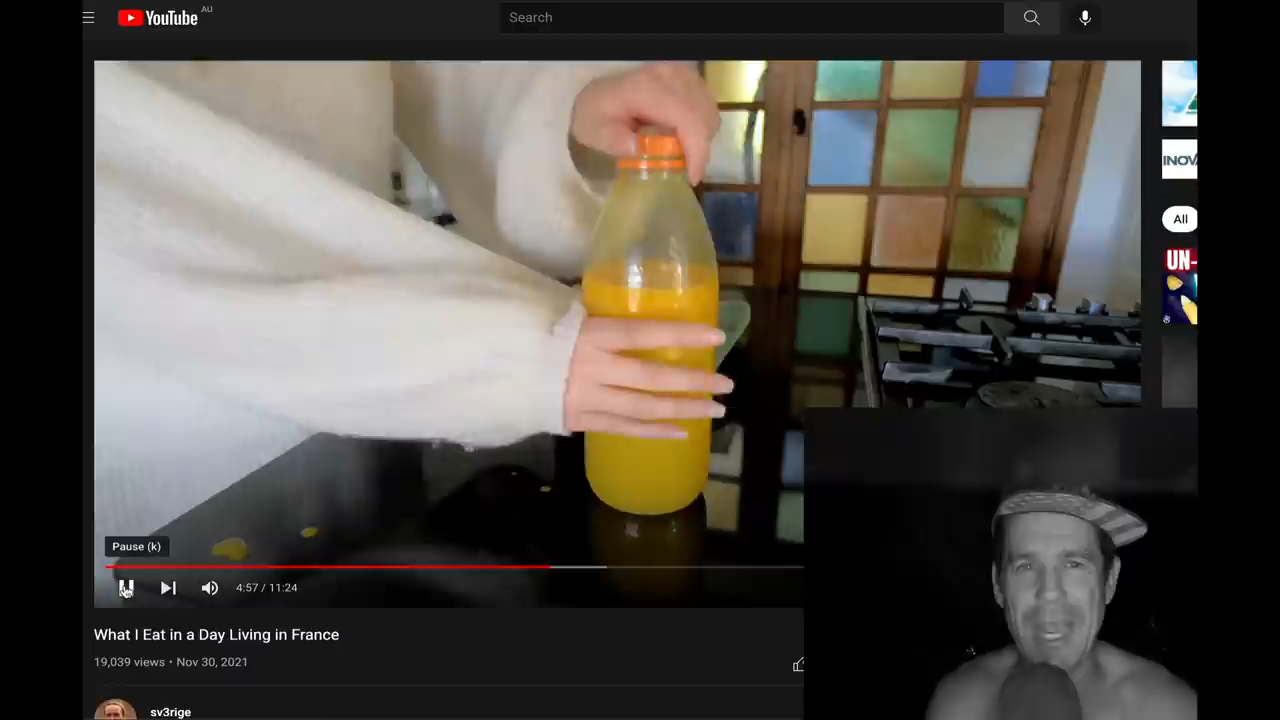 YouTube AU
Search
INOV
All
UN-
Pause (k)
4:57 / 11:24
What I Eat in a Day Living in France
19,039 views • Nov 30, 2021
sv3rige